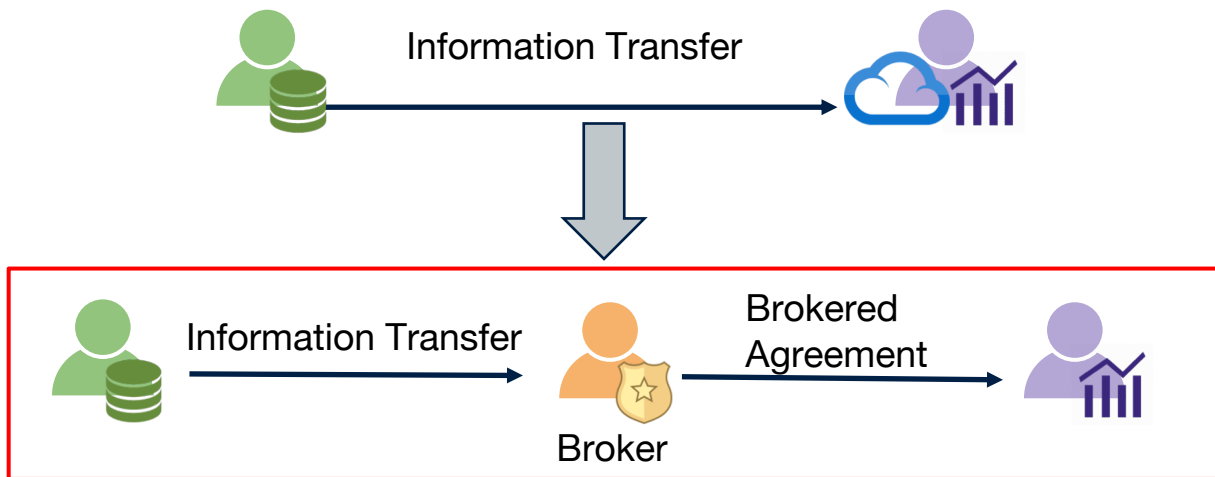 Information Transfer
Information Transfer
Brokered
Agreement
Broker